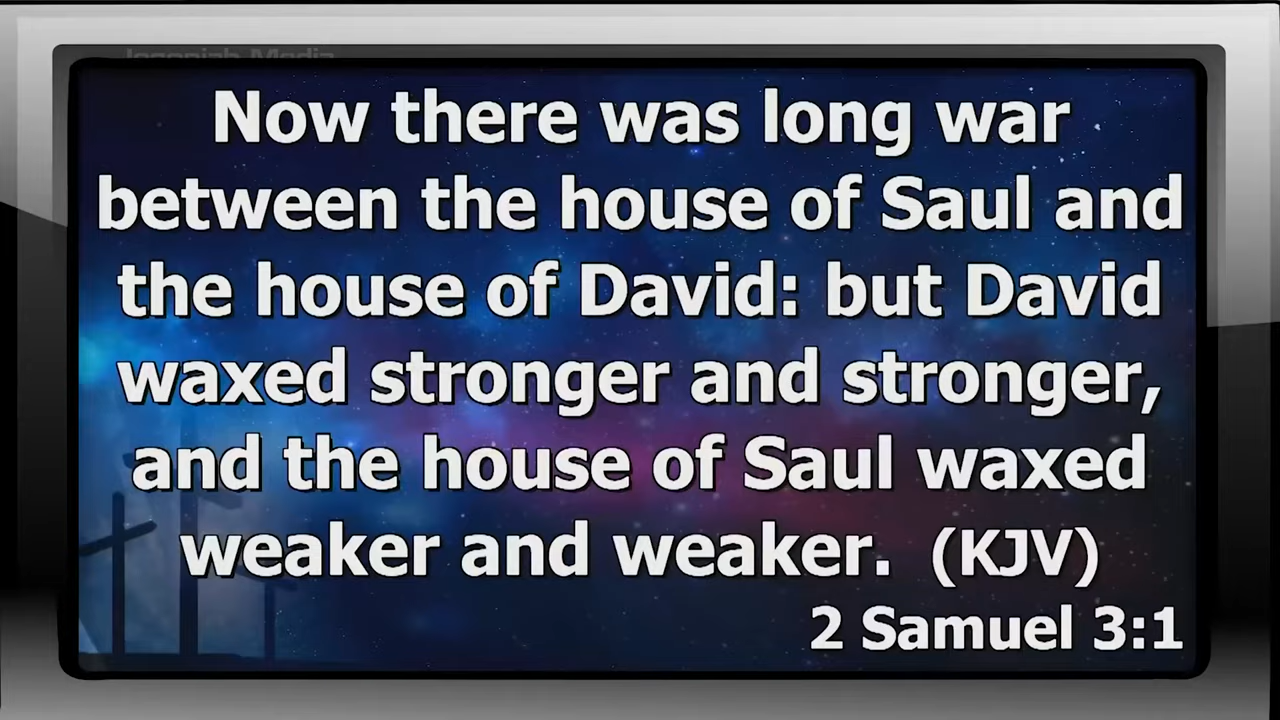 Now there was long war
between the house of Saul and
the house of David: but David
waxed stronger and stronger,
and the house of Saul waxed
weaker and weaker. (KJV)
2 Samuel 3:1